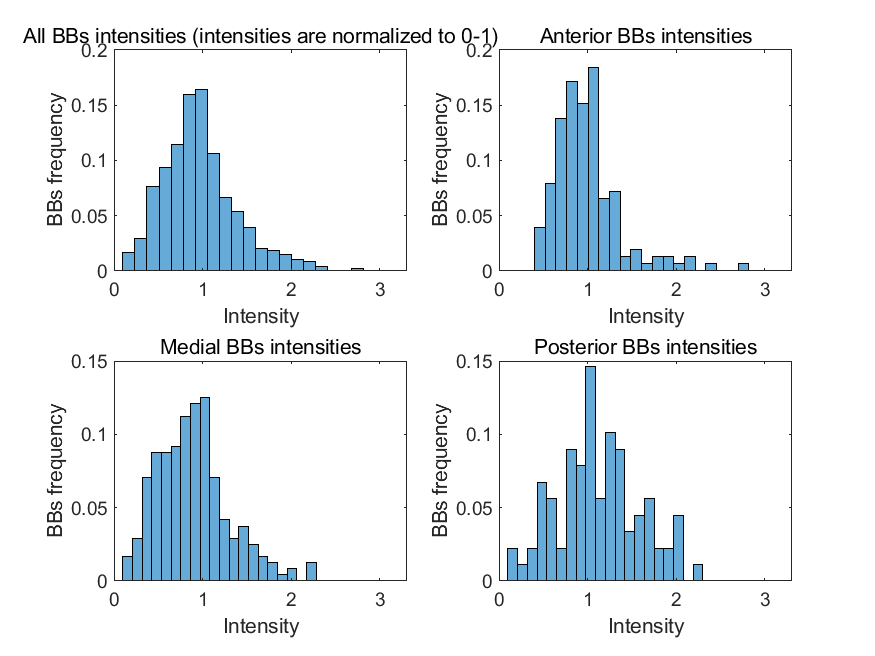 All BBs intensities (intensities are normalized to 0-1)
0.2
0.15
0.1
0.05
0
BBs frequency
0 1 2 3
Intensity
Anterior BBs intensities
0.2
0.15
0.1
0.05
0
BBs frequency
0 1 2 3
Intensity
Medial BBs intensities
0.15
0.1
0.05
0
BBs frequency
0 1 2 3
Intensity
Posterior BBs intensities
0.15
0.1
0.05
0
BBs frequency
0 1 2 3
Intensity